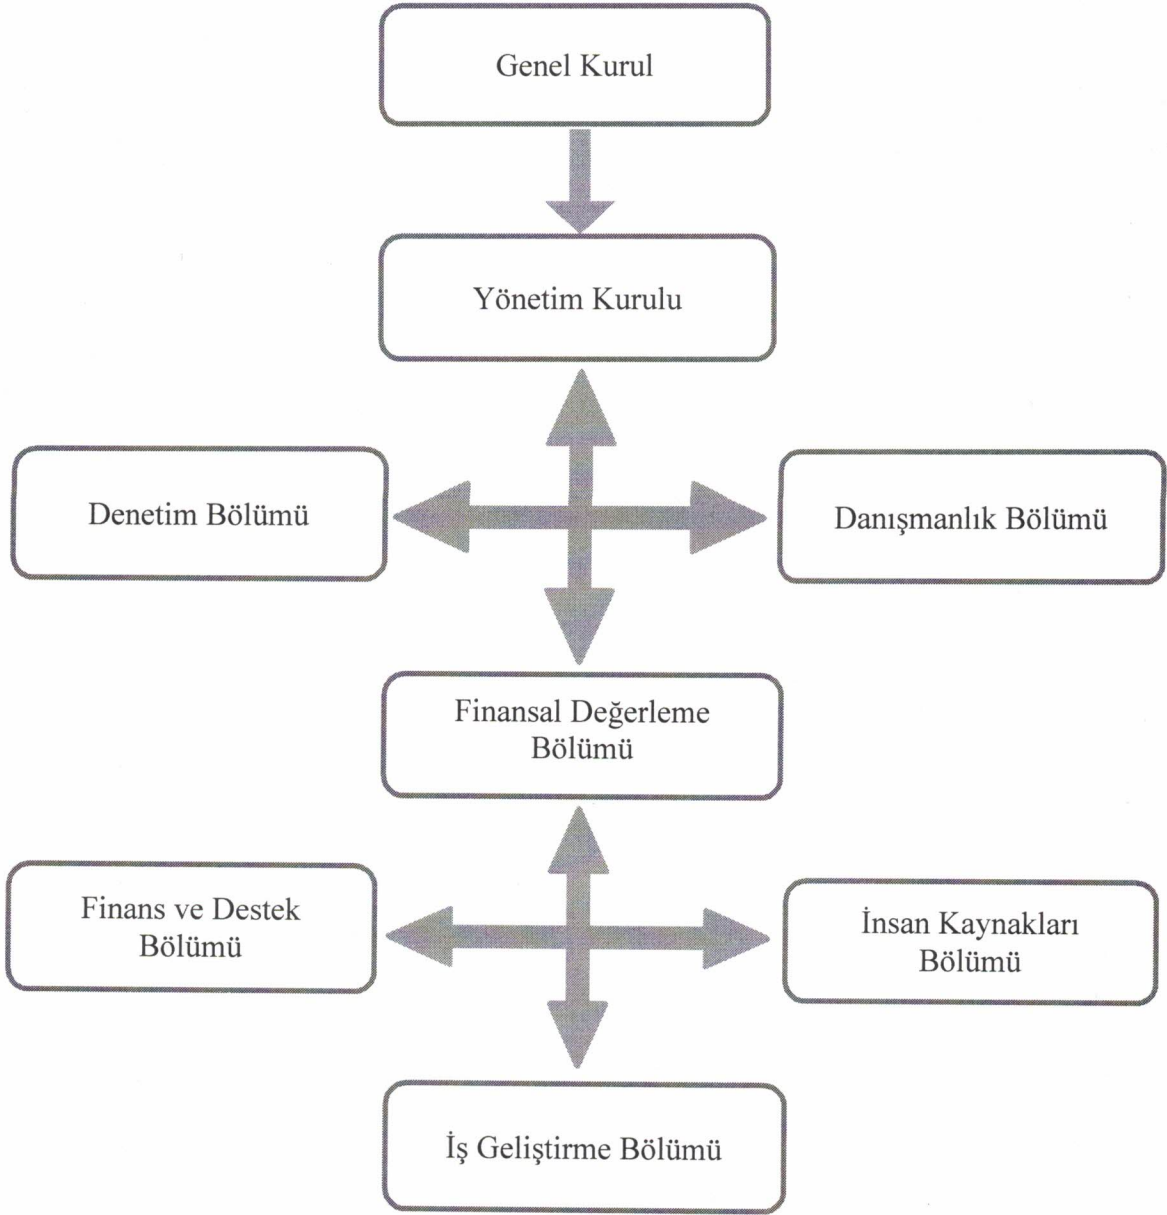 Genel Kurul
Yönetim Kurulu
Denetim Bölümü
Danışmanlık Bölümü
Finansal Değerleme
Bölümü
Finans ve Destek
Bölümü
İnsan Kaynakları
Bölümü
İş Geliştirme Bölümü